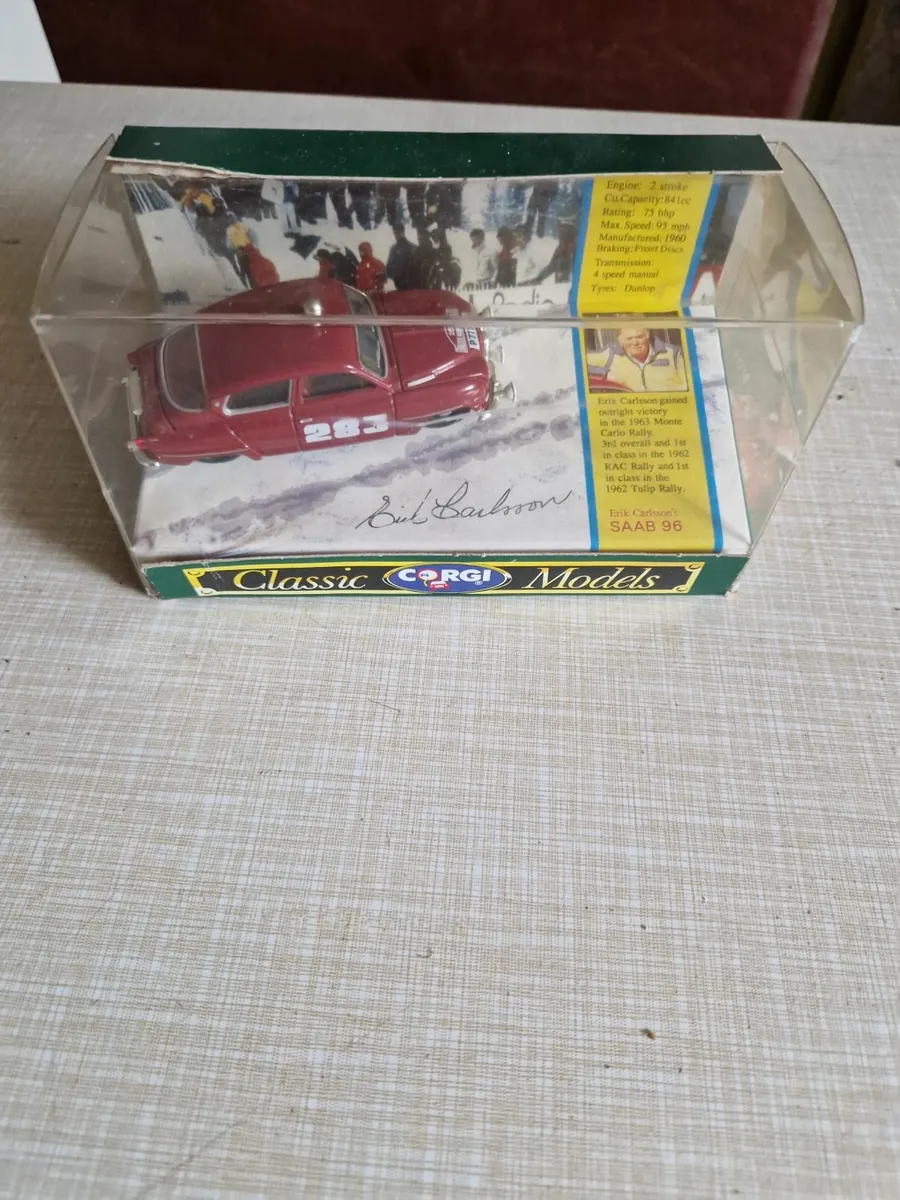 Engine: 2 stroke
Cu.Capacity:841cc
Rating: 75 bhp
Max. Speed: 95 mph
Manufactured: 1960
Braking: Front Discs
Transmission:
4 speed manual
Tyres: Dunlop
Radio
283
Erik Carlsson gained
outright victory
in the 1963 Monte
Carlo Rally.
3rd overall and 1st
in class in the 1962
RAC Rally and 1st
in class in the
1962 Tulip Rally.
Erik Carlsson
Erik Carlsson's
SAAB 96
Classic CORGI® Models